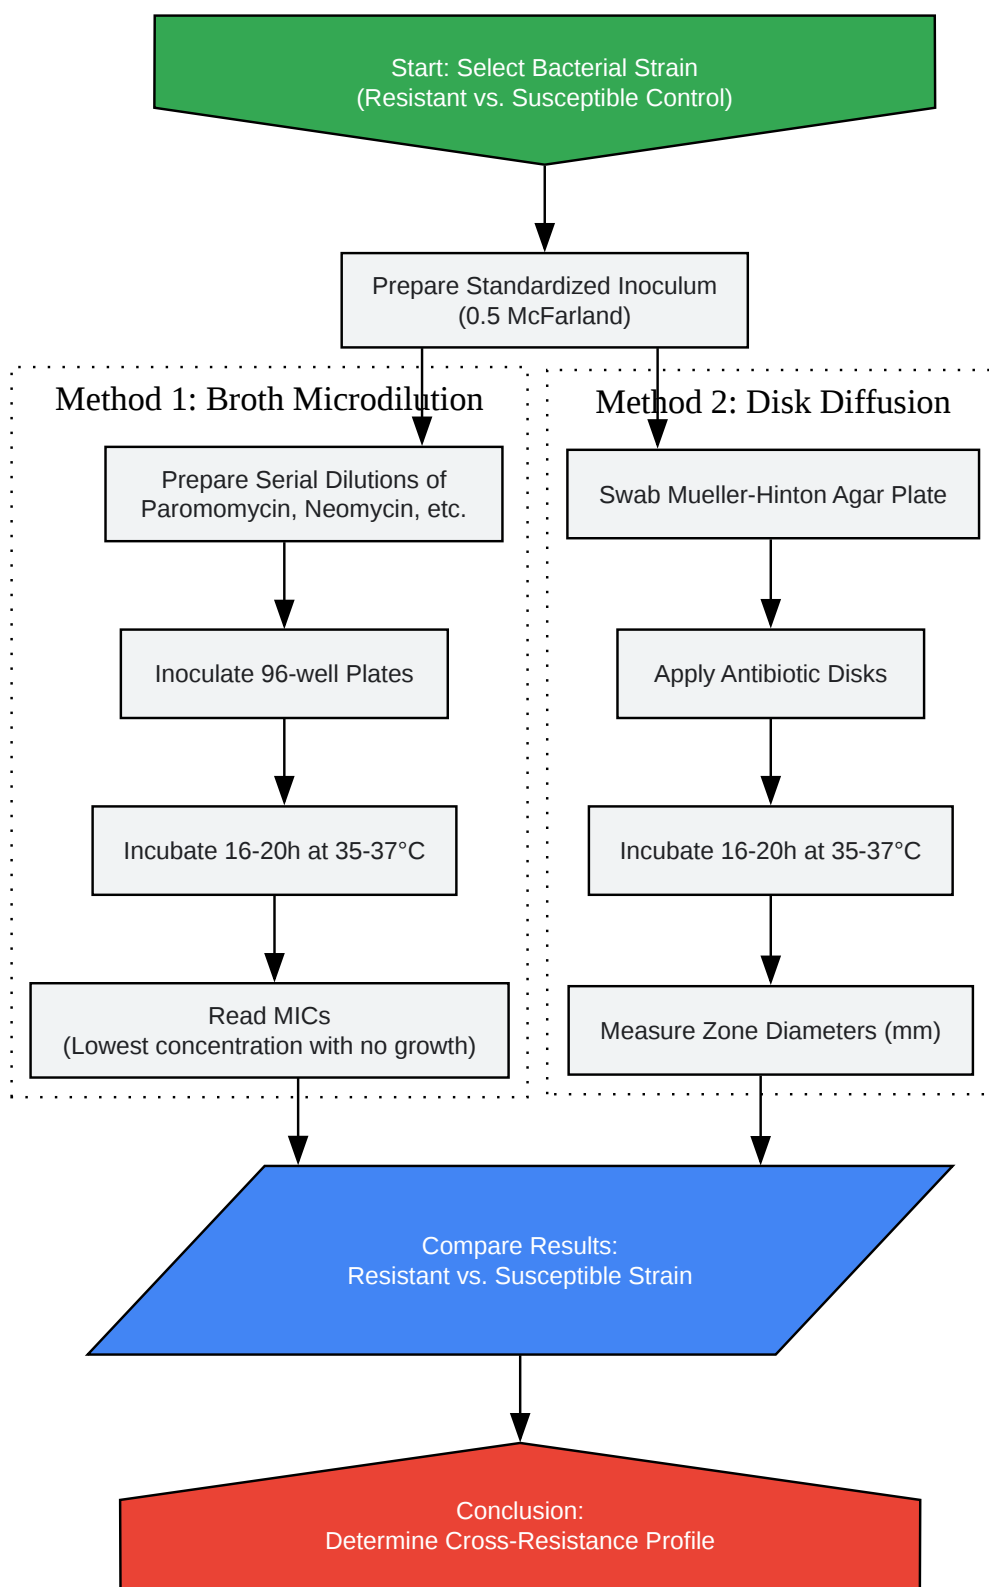 Start: Select Bacterial Strain
(Resistant vs. Susceptible Control)
Prepare Standardized Inoculum
(0.5 McFarland)
Method 1: Broth Microdilution
Prepare Serial Dilutions of
Paromomycin, Neomycin, etc.
Inoculate 96-well Plates
Incubate 16-20h at 35-37°C
Read MICs
(Lowest concentration with no growth)
Method 2: Disk Diffusion
Swab Mueller-Hinton Agar Plate
Apply Antibiotic Disks
Incubate 16-20h at 35-37°C
Measure Zone Diameters (mm)
Compare Results:
Resistant vs. Susceptible Strain
Conclusion:
Determine Cross-Resistance Profile